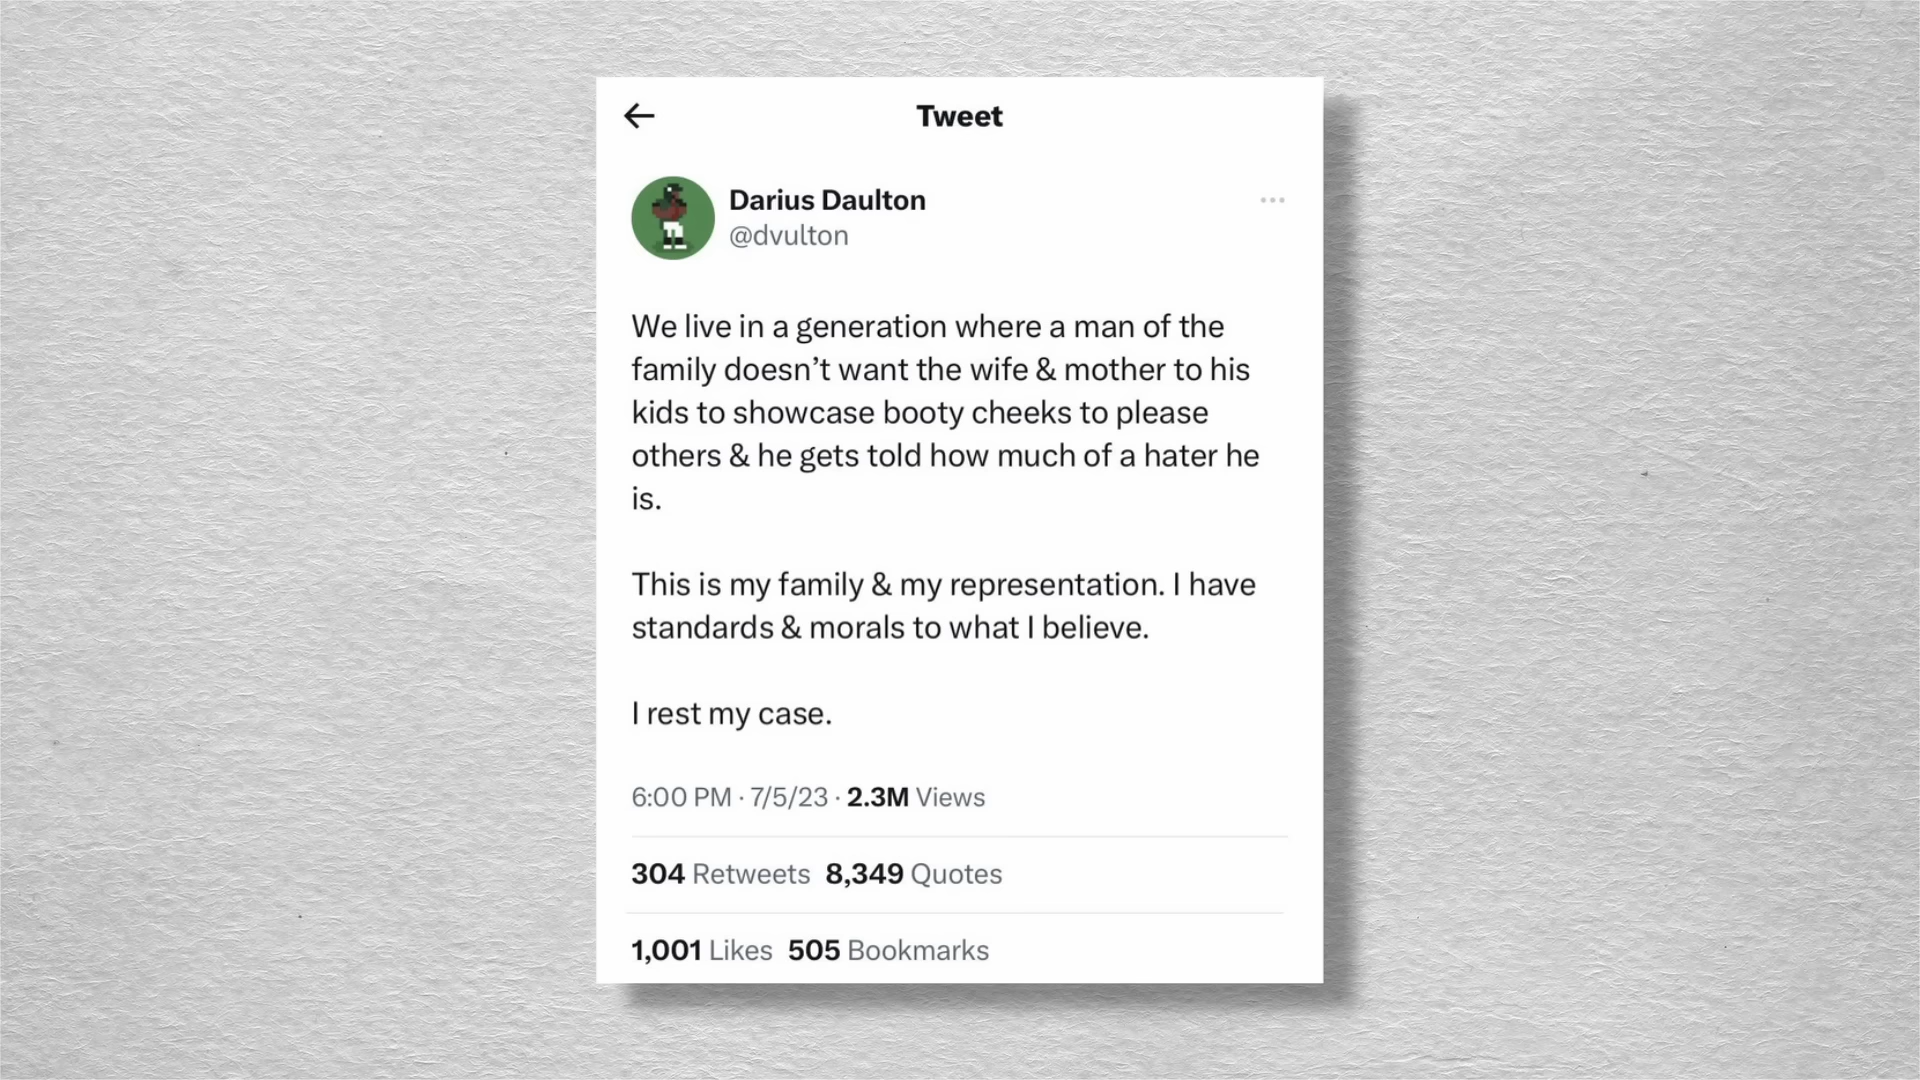 Tweet
Darius Daulton
@dvulton
We live in a generation where a man of the
family doesn’t want the wife & mother to his
kids to showcase booty cheeks to please
others & he gets told how much of a hater he
is.
This is my family & my representation. I have
standards & morals to what I believe.
I rest my case.
6:00 PM · 7/5/23 · 2.3M Views
304 Retweets 8,349 Quotes
1,001 Likes 505 Bookmarks